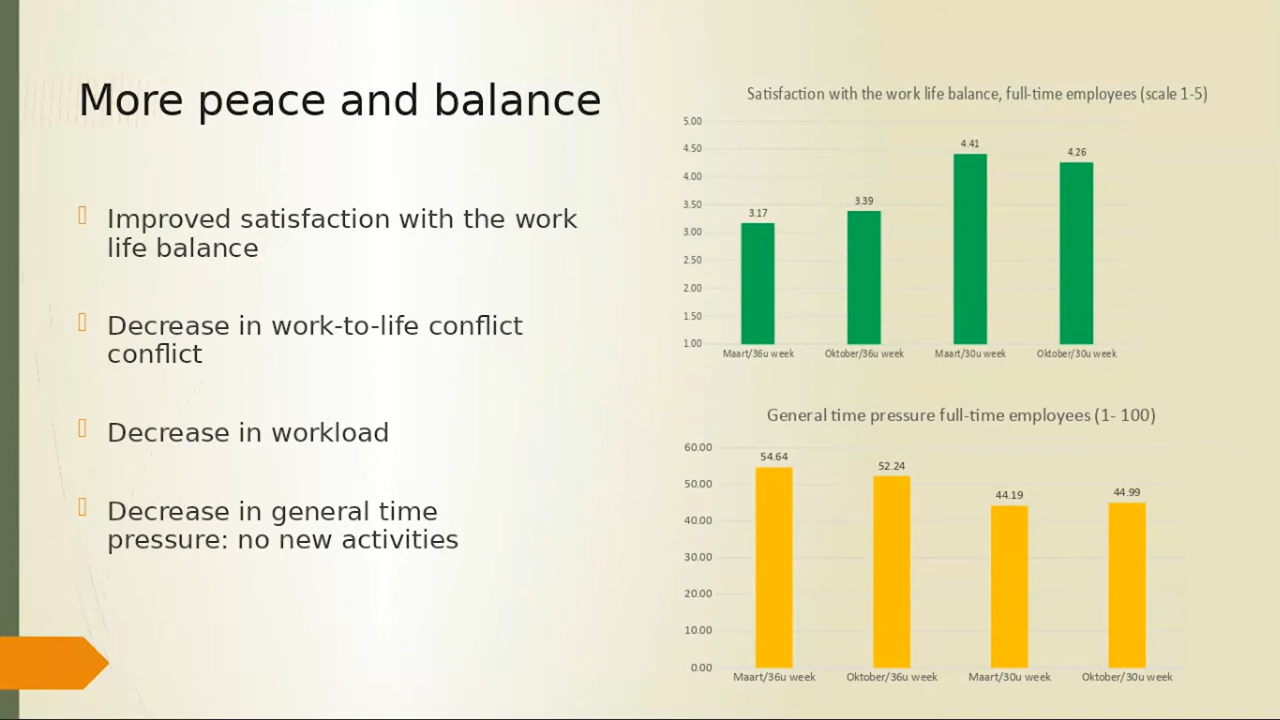 More peace and balance
Improved satisfaction with the work
life balance
Decrease in work-to-life conflict
conflict
Decrease in workload
Decrease in general time
pressure: no new activities
Satisfaction with the work life balance, full-time employees (scale 1-5)
5.00
4.50
4.00
3.50
3.00
2.50
2.00
1.50
1.00
3.17
3.39
4.41
4.26
Maart/36u week
Oktober/36u week
Maart/30u week
Oktober/30u week
General time pressure full-time employees (1- 100)
60.00
50.00
40.00
30.00
20.00
10.00
0.00
54.64
52.24
44.19
44.99
Maart/36u week
Oktober/36u week
Maart/30u week
Oktober/30u week